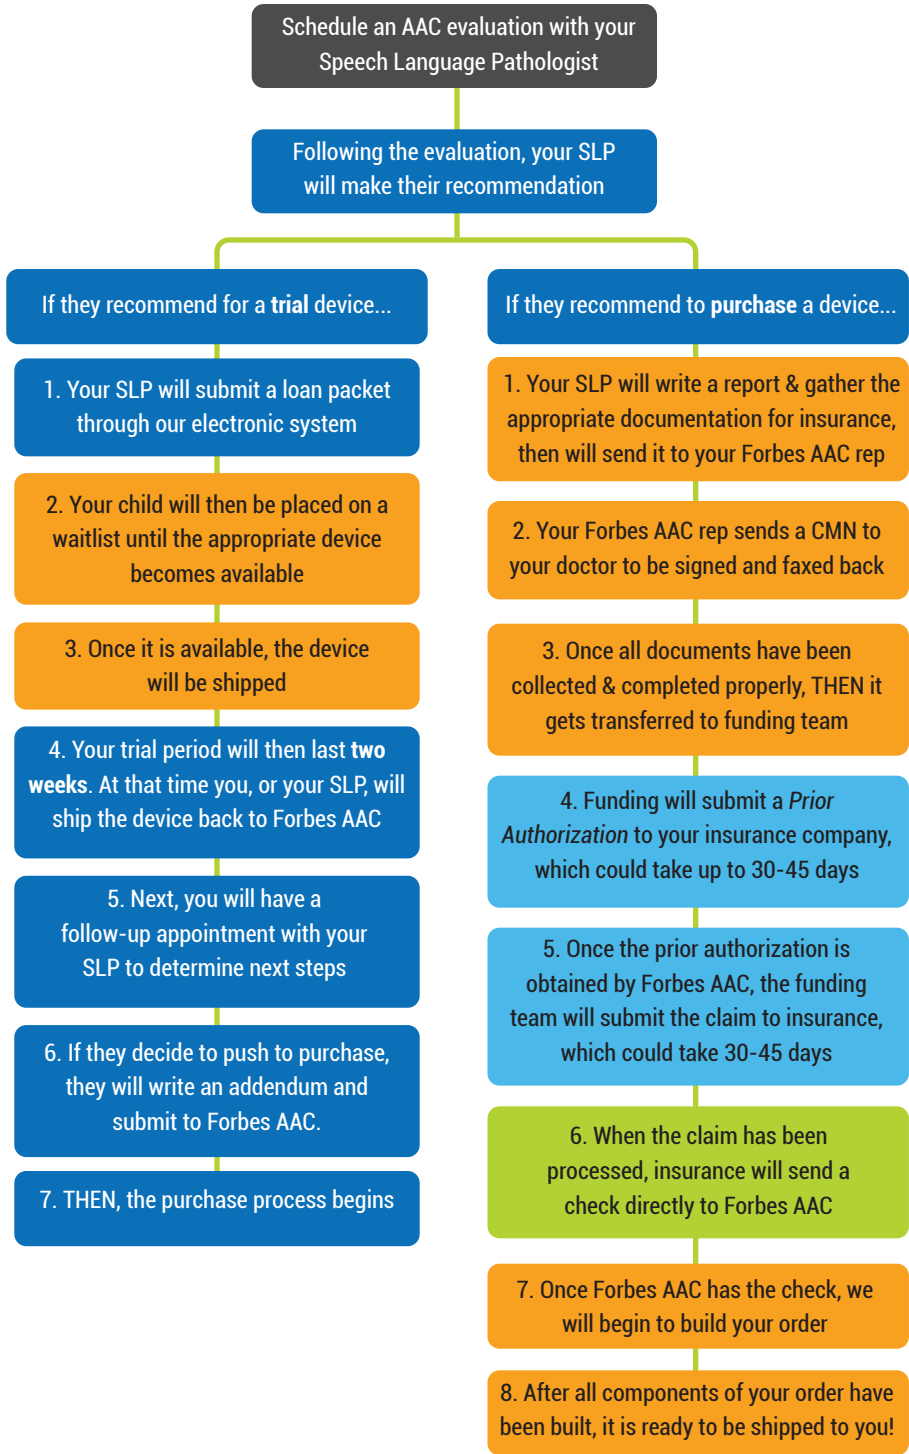 Schedule an AAC evaluation with your
Speech Language Pathologist
Following the evaluation, your SLP
will make their recommendation
If they recommend for a trial device...
1. Your SLP will submit a loan packet
through our electronic system
2. Your child will then be placed on a
waitlist until the appropriate device
becomes available
3. Once it is available, the device
will be shipped
4. Your trial period will then last two
weeks. At that time you, or your SLP, will
ship the device back to Forbes AAC
5. Next, you will have a
follow-up appointment with your
SLP to determine next steps
6. If they decide to push to purchase,
they will write an addendum and
submit to Forbes AAC.
7. THEN, the purchase process begins
If they recommend to purchase a device...
1. Your SLP will write a report & gather the
appropriate documentation for insurance,
then will send it to your Forbes AAC rep
2. Your Forbes AAC rep sends a CMN to
your doctor to be signed and faxed back
3. Once all documents have been
collected & completed properly, THEN it
gets transferred to funding team
4. Funding will submit a Prior
Authorization to your insurance company,
which could take up to 30-45 days
5. Once the prior authorization is
obtained by Forbes AAC, the funding
team will submit the claim to insurance,
which could take 30-45 days
6. When the claim has been
processed, insurance will send a
check directly to Forbes AAC
7. Once Forbes AAC has the check, we
will begin to build your order
8. After all components of your order have
been built, it is ready to be shipped to you!